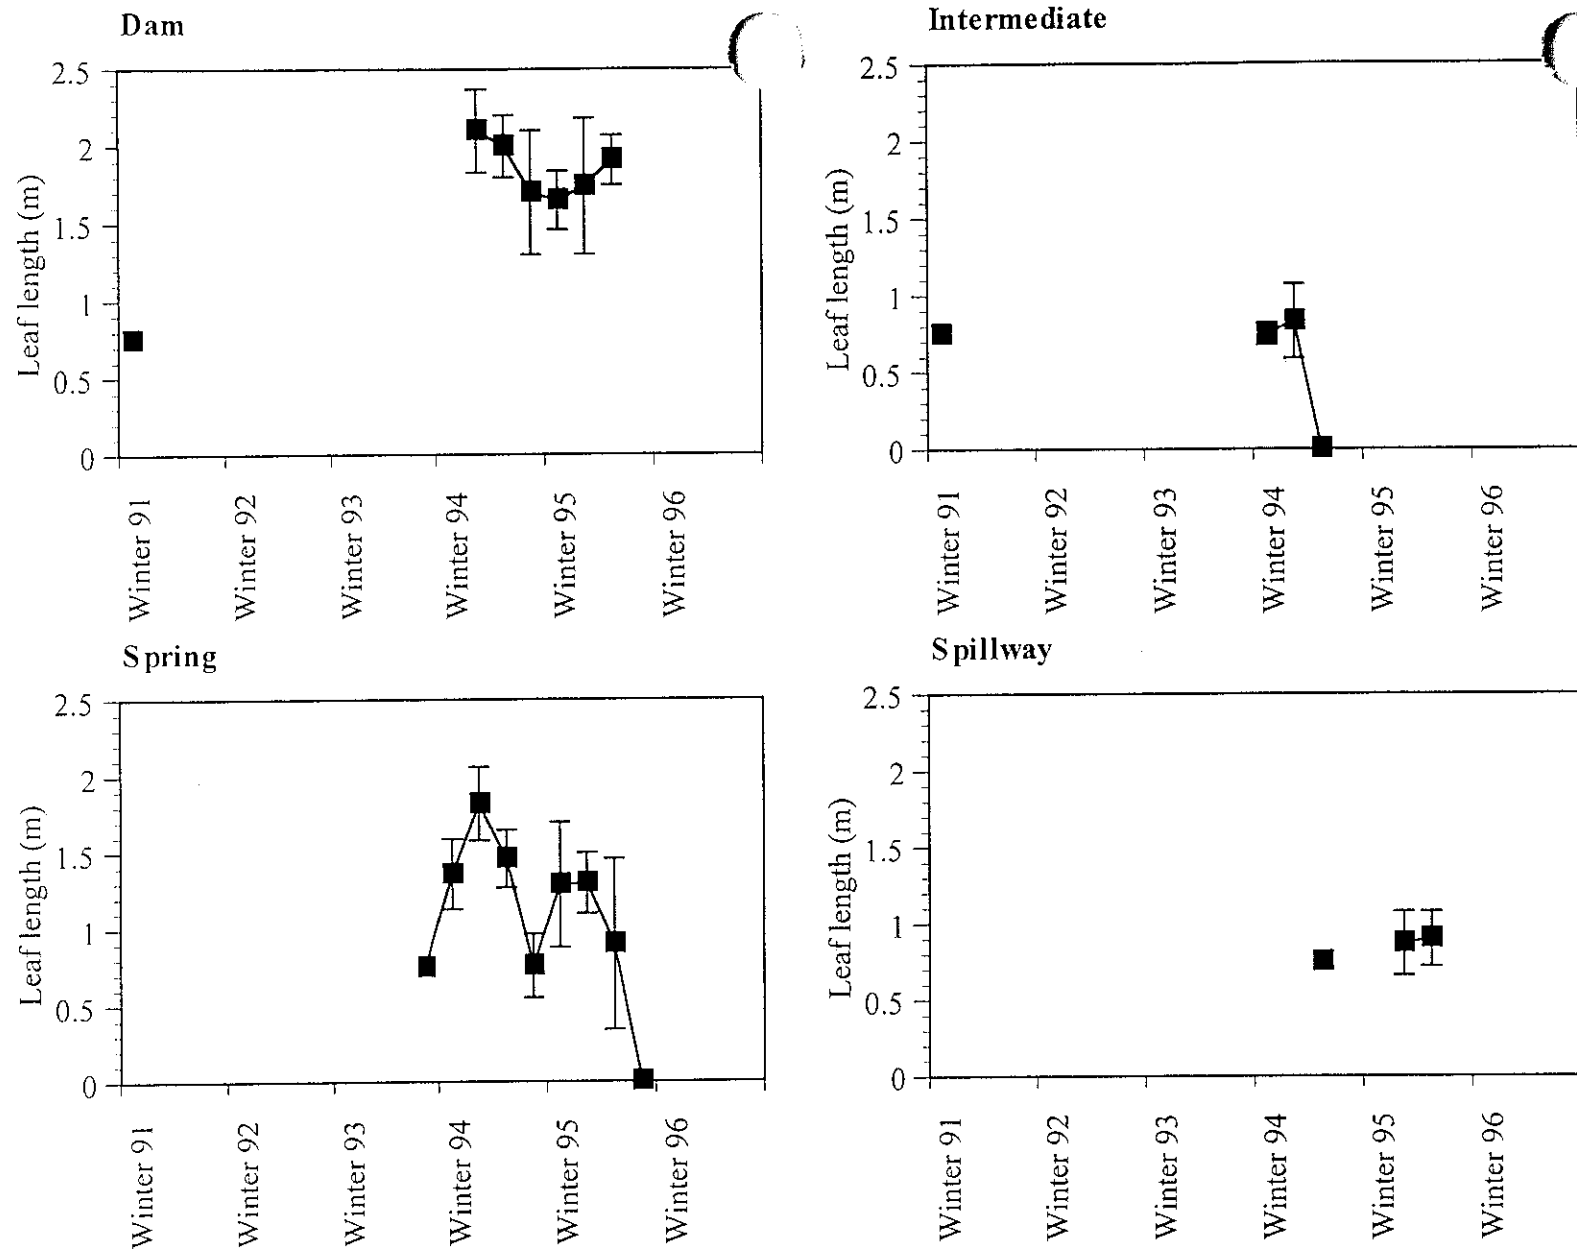 Dam
Leaf length (m)
2.5
2
1.5
1
0.5
0
Winter 91
Winter 92
Winter 93
Winter 94
Winter 95
Winter 96
Intermediate
Leaf length (m)
2.5
2
1.5
1
0.5
0
Winter 91
Winter 92
Winter 93
Winter 94
Winter 95
Winter 96
Spring
Leaf length (m)
2.5
2
1.5
1
0.5
0
Winter 91
Winter 92
Winter 93
Winter 94
Winter 95
Winter 96
Spillway
Leaf length (m)
2.5
2
1.5
1
0.5
0
Winter 91
Winter 92
Winter 93
Winter 94
Winter 95
Winter 96